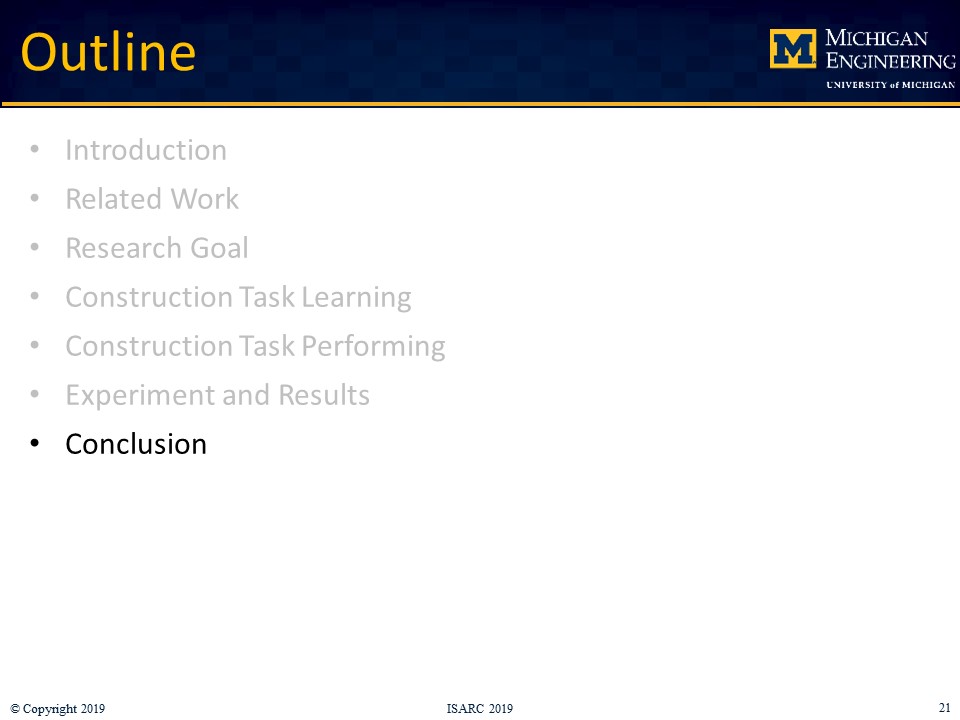 Outline
M MICHIGAN
ENGINEERING
UNIVERSITY of MICHIGAN
• Introduction
• Related Work
• Research Goal
• Construction Task Learning
• Construction Task Performing
• Experiment and Results
• Conclusion
© Copyright 2019 ISARC 2019 21